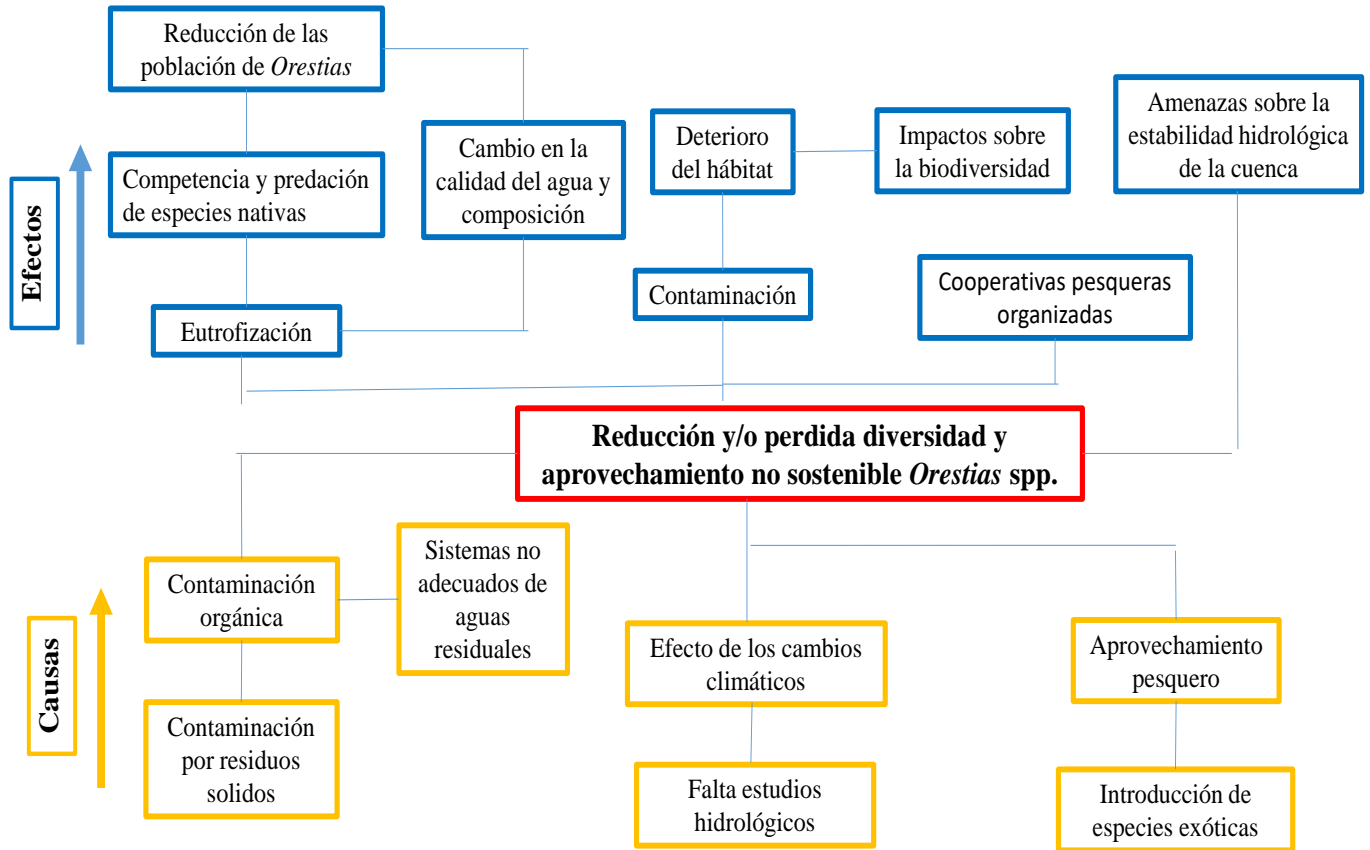 Reducción de las
población de Orestias
Amenazas sobre la
estabilidad hidrológica
de la cuenca
Deterioro
del hábitat
Impactos sobre
la biodiversidad
Cambio en la
calidad del agua y
composición
Competencia y predación
de especies nativas
Efectos
Contaminación
Cooperativas pesqueras
organizadas
Eutrofización
Reducción y/o perdida diversidad y
aprovechamiento no sostenible Orestias spp.
Contaminación
orgánica
Sistemas no
adecuados de
aguas
residuales
Efecto de los cambios
climáticos
Aprovechamiento
pesquero
Causas
Contaminación
por residuos
solidos
Falta estudios
hidrológicos
Introducción de
especies exóticas